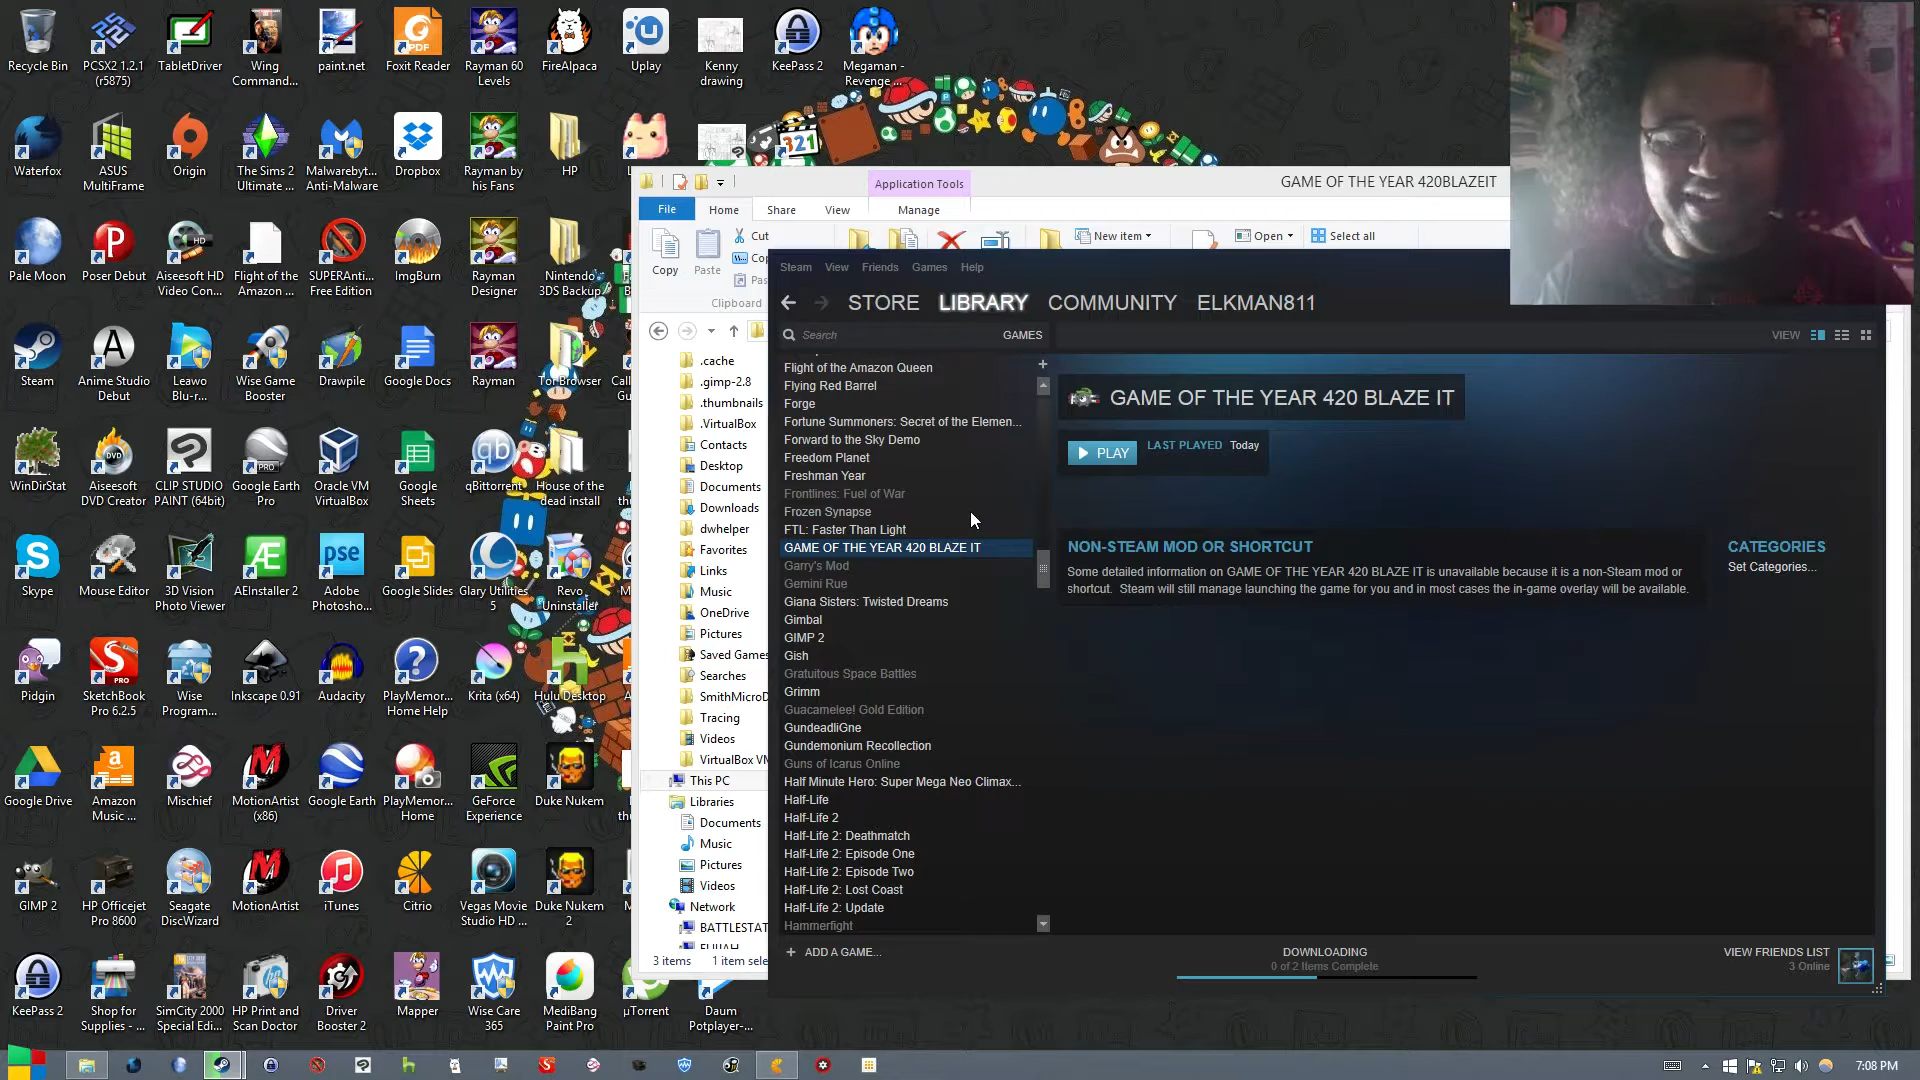 Recycle Bin
PCSX2 1.2.1
(r5875)
TabletDriver
Wing
Command...
paint.net
Foxit Reader
Rayman 60
Levels
FireAlpaca
Uplay
Kenny
drawing
KeePass 2
Megaman -
Revenge ...
Waterfox
ASUS
MultiFrame
Origin
The Sims 2
Ultimate ...
Malwarebyt...
Anti-Malware
Dropbox
Rayman by
his Fans
HP
Pale Moon
Poser Debut
Aiseesoft HD
Video Con...
Flight of the
Amazon ...
SUPERAnti...
Free Edition
ImgBurn
Rayman
Designer
Nintendo
3DS Backup
Steam
Anime Studio
Debut
Leawo
Blu-r...
Wise Game
Booster
Drawpile
Google Docs
Rayman
Tor Browser
WinDirStat
Aiseesoft
DVD Creator
CLIP STUDIO
PAINT (64bit)
Google Earth
Pro
Oracle VM
VirtualBox
Google
Sheets
qBittorrent
House of the
dead install
Skype
Mouse Editor
3D Vision
Photo Viewer
AEInstaller 2
Adobe
Photosho...
Google Slides
Glary Utilities
5
Revo
Uninstaller
Pidgin
SketchBook
Pro 6.2.5
Wise
Program...
Inkscape 0.91
Audacity
PlayMemor...
Home Help
Krita (x64)
Hulu Desktop
Google Drive
Amazon
Music ...
Mischief
MotionArtist
(x86)
Google Earth
PlayMemor...
Home
GeForce
Experience
Duke Nukem
GIMP 2
HP Officejet
Pro 8600
Seagate
DiscWizard
MotionArtist
iTunes
Citrio
Vegas Movie
Studio HD ...
Duke Nukem
2
KeePass 2
Shop for
Supplies - ...
SimCity 2000
Special Edi...
HP Print and
Scan Doctor
Driver
Booster 2
Mapper
Wise Care
365
MediBang
Paint Pro
µTorrent
Daum
Potplayer-...
Application Tools
GAME OF THE YEAR 420BLAZEIT
File
Home
Share
View
Manage
Copy
Paste
Cut
Clipboard
New item
Open
Select all
.cache
.gimp-2.8
.thumbnails
.VirtualBox
Contacts
Desktop
Documents
Downloads
dwhelper
Favorites
Links
Music
OneDrive
Pictures
Saved Games
Searches
SmithMicroD
Tracing
Videos
VirtualBox VM
This PC
Libraries
Documents
Music
Pictures
Videos
Network
BATTLESTAT
3 items
1 item sele
Steam View Friends Games Help
STORE LIBRARY COMMUNITY ELKMAN811
Search
GAMES
VIEW
Flight of the Amazon Queen
Flying Red Barrel
Forge
Fortune Summoners: Secret of the Elemen...
Forward to the Sky Demo
Freedom Planet
Freshman Year
Frontlines: Fuel of War
Frozen Synapse
FTL: Faster Than Light
GAME OF THE YEAR 420 BLAZE IT
Garry's Mod
Gemini Rue
Giana Sisters: Twisted Dreams
Gimbal
GIMP 2
Gish
Gratuitous Space Battles
Grimm
Guacamelee! Gold Edition
GundeadliGne
Gundemonium Recollection
Guns of Icarus Online
Half Minute Hero: Super Mega Neo Climax...
Half-Life
Half-Life 2
Half-Life 2: Deathmatch
Half-Life 2: Episode One
Half-Life 2: Episode Two
Half-Life 2: Lost Coast
Half-Life 2: Update
Hammerfight
GAME OF THE YEAR 420 BLAZE IT
PLAY
LAST PLAYED Today
NON-STEAM MOD OR SHORTCUT
Some detailed information on GAME OF THE YEAR 420 BLAZE IT is unavailable because it is a non-Steam mod or
shortcut. Steam will still manage launching the game for you and in most cases the in-game overlay will be available.
CATEGORIES
Set Categories...
+ ADD A GAME...
DOWNLOADING
0 of 2 Items Complete
VIEW FRIENDS LIST
3 Online
7:08 PM